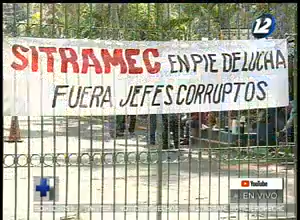 12
SITRAMEC EN PIE DE LUCHA
FUERA JEFES CORRUPTOS
YouTube
EN VIVO